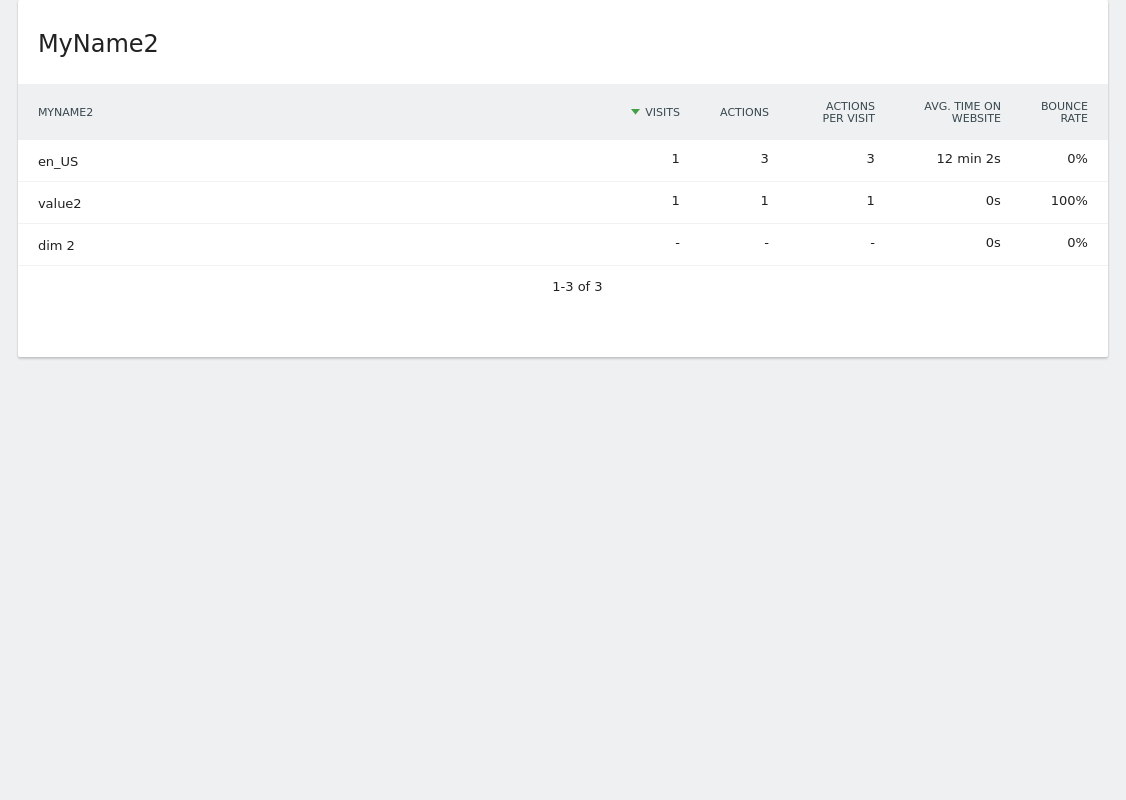 MyName2
MYNAME2 VISITS ACTIONS ACTIONS PER VISIT AVG. TIME ON WEBSITE BOUNCE RATE
en_US 1 3 3 12 min 2s 0%
value2 1 1 1 0s 100%
dim 2 - - - 0s 0%
1-3 of 3